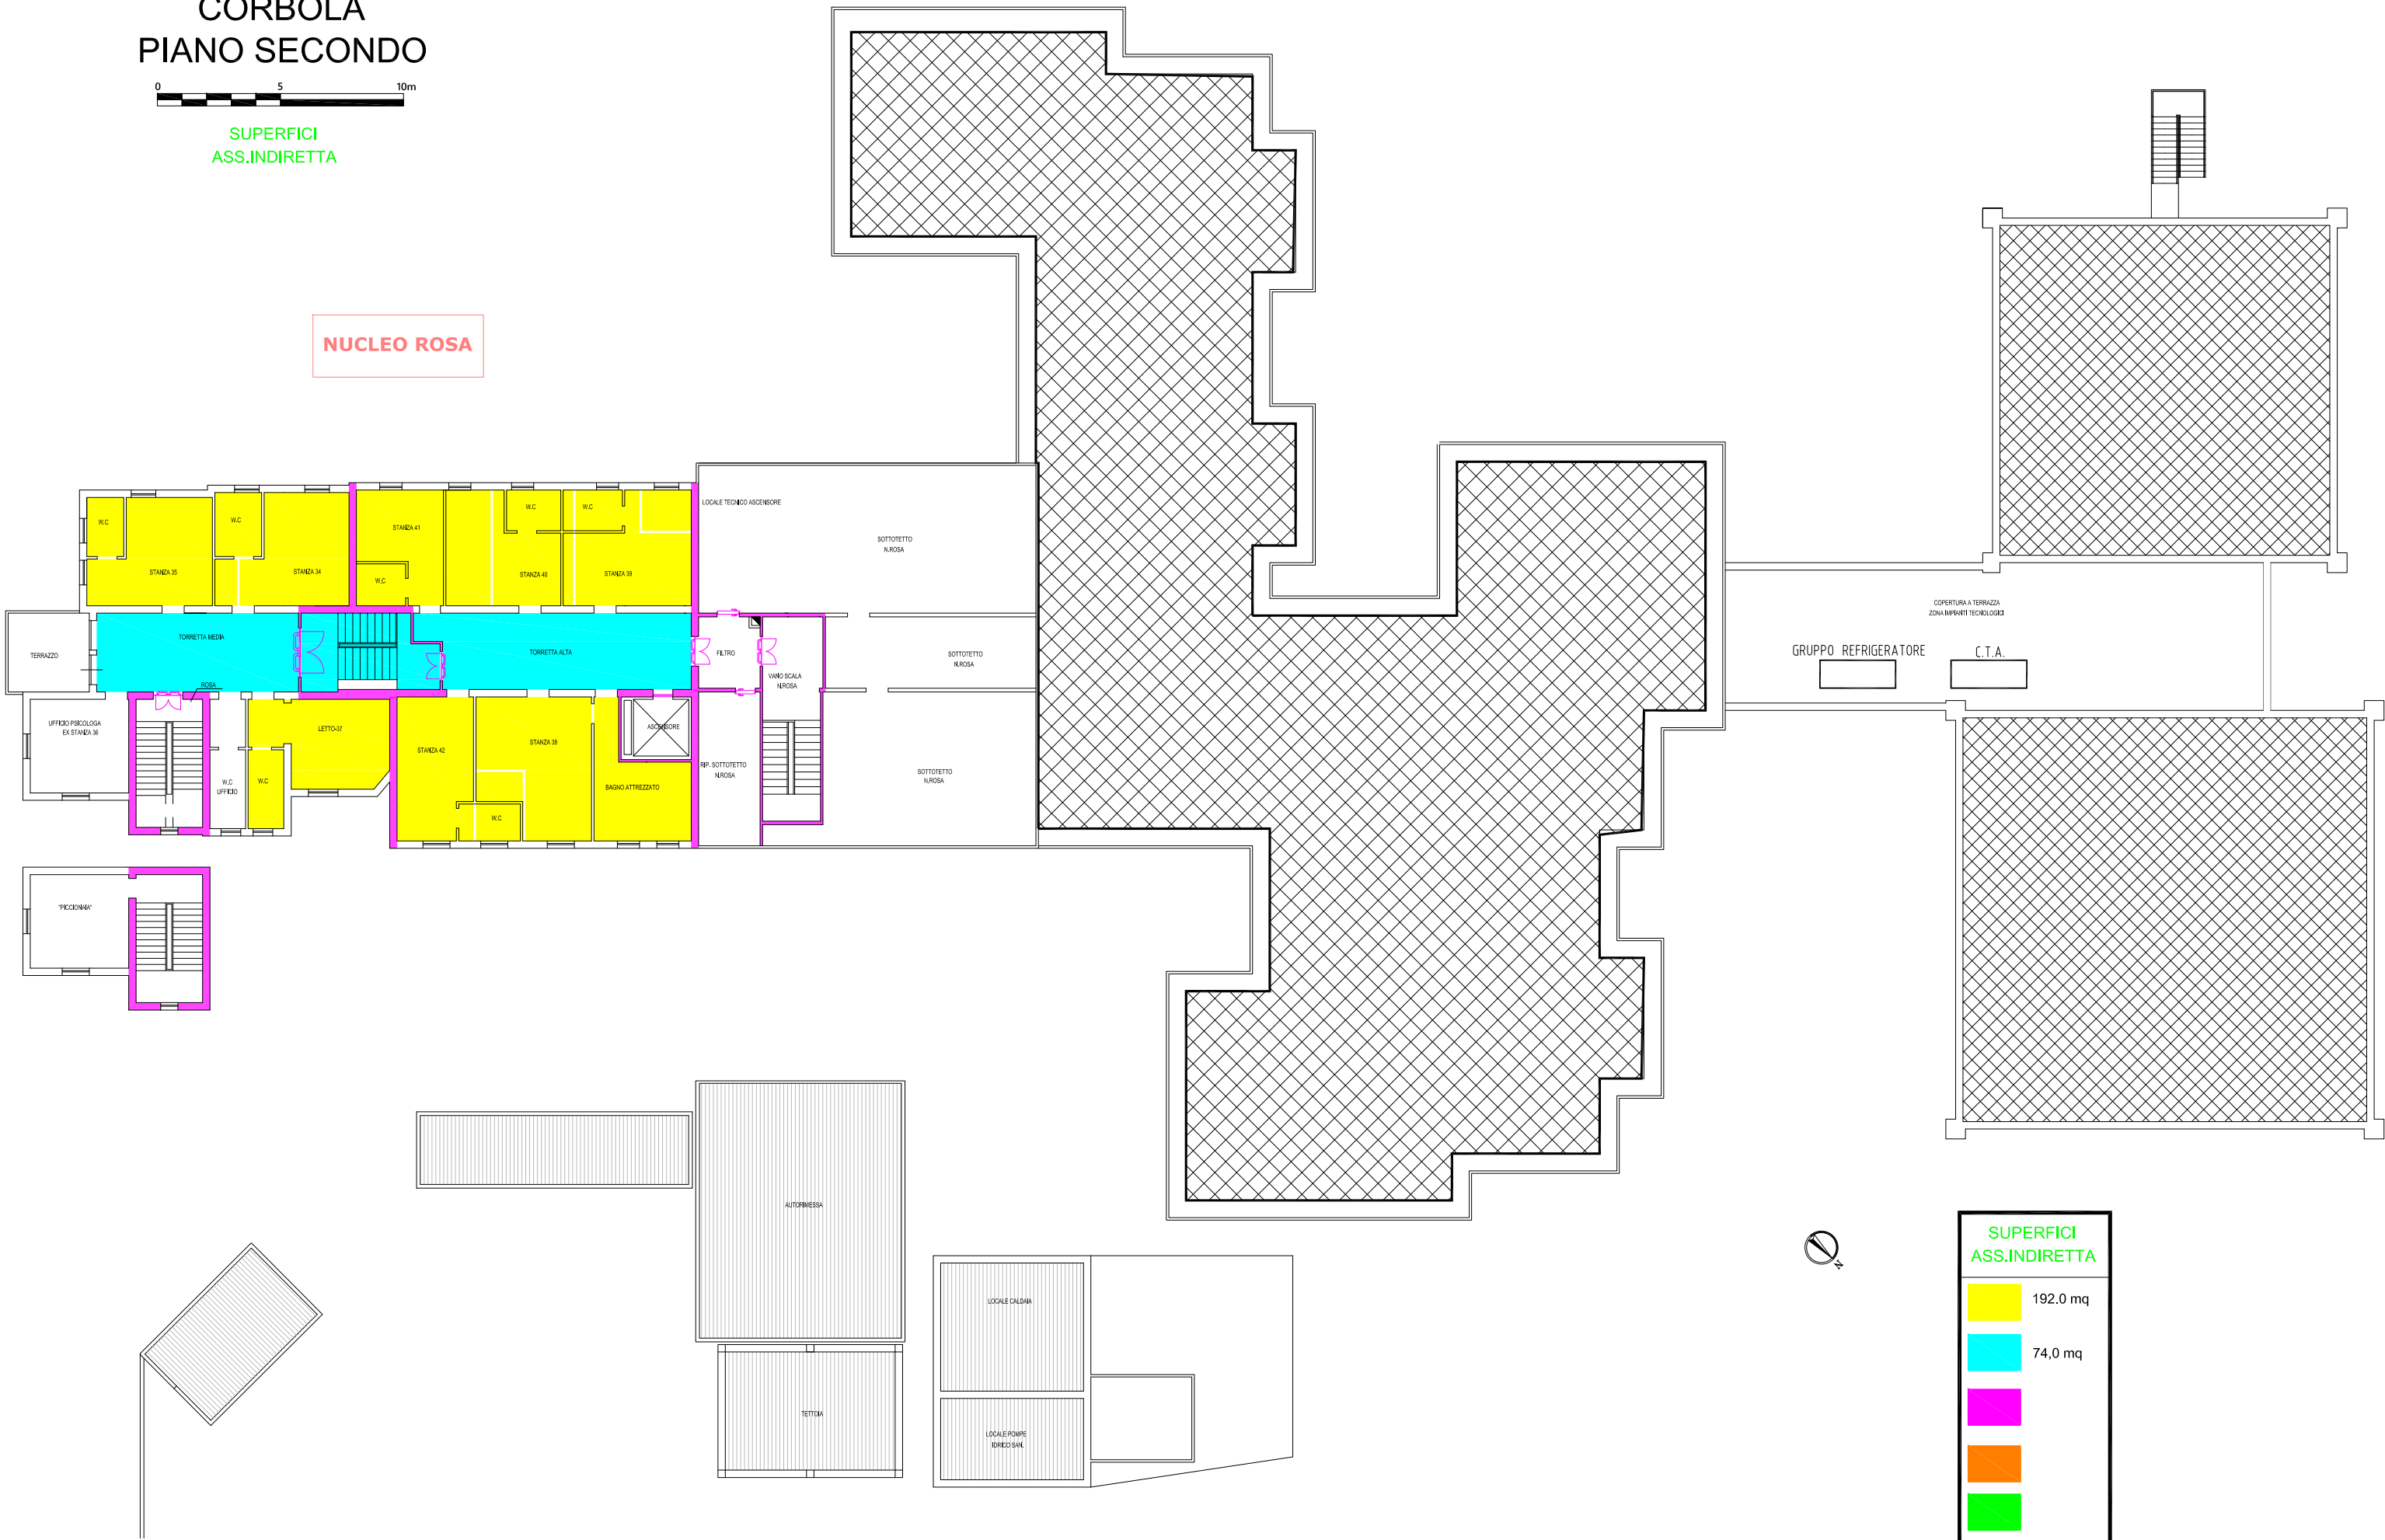 CORBOLA
PIANO SECONDO
0 5 10m
SUPERFICI
ASS.INDIRETTA
NUCLEO ROSA
W.C
STANZA 35
W.C
STANZA 34
STANZA 41
W.C
W.C
STANZA 40
W.C
STANZA 39
LOCALE TECNICO ASCENSORE
SOTTOTETTO
N.ROSA
TERRAZZO
TORRETTA MEDIA
TORRETTA ALTA
FILTRO
VANO SCALA
N.ROSA
SOTTOTETTO
N.ROSA
ROSA
UFFICIO PSICOLOGA
EX STANZA 36
W.C
UFFICIO
W.C
LETTO-37
STANZA 42
W.C
STANZA 38
BAGNO ATTREZZATO
ASCENSORE
RIP. SOTTOTETTO
N.ROSA
SOTTOTETTO
N.ROSA
"PICCIONAIA"
COPERTURA A TERRAZZA
ZONA IMPIANTI TECNOLOGICI
GRUPPO REFRIGERATORE
C.T.A.
AUTORIMESSA
TETTOIA
LOCALE CALDAIA
LOCALE POMPE
IDRICO SANI.
N
SUPERFICI
ASS.INDIRETTA
192.0 mq
74,0 mq